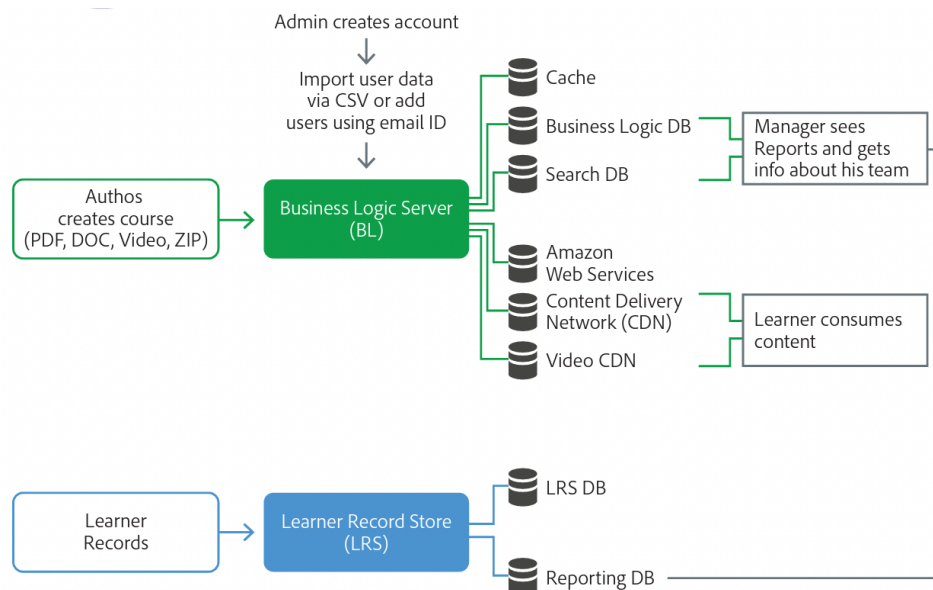 Admin creates account
Import user data
via CSV or add
users using email ID
Authos
creates course
(PDF, DOC, Video, ZIP)
Business Logic Server
(BL)
Cache
Business Logic DB
Search DB
Manager sees
Reports and gets
info about his team
Amazon
Web Services
Content Delivery
Network (CDN)
Video CDN
Learner consumes
content
Learner
Records
Learner Record Store
(LRS)
LRS DB
Reporting DB